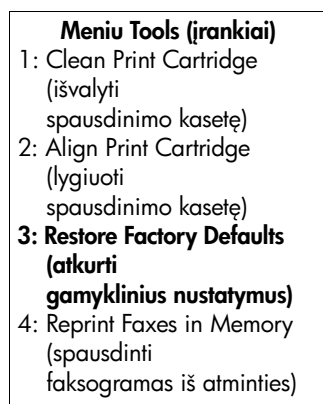 Meniu Tools (įrankiai)
1: Clean Print Cartridge
(išvalyti
spausdinimo kasetę)
2: Align Print Cartridge
(lygiuoti
spausdinimo kasetę)
3: Restore Factory Defaults
(atkurti
gamyklinius nustatymus)
4: Reprint Faxes in Memory
(spausdinti
faksogramas iš atminties)